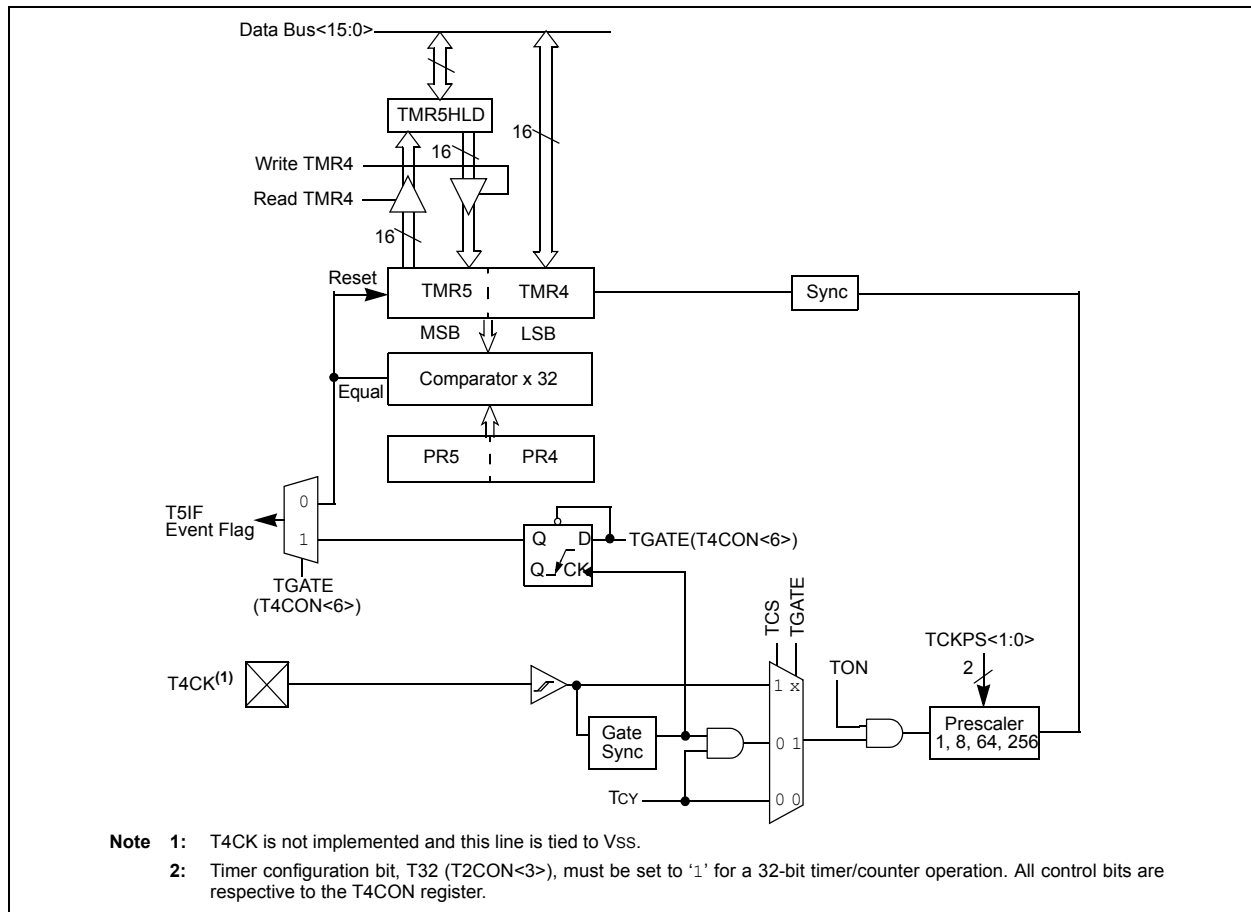 Data Bus<15:0>
TMR5HLD
16
16
Write TMR4
Read TMR4
16
Reset
TMR5
TMR4
Sync
MSB
LSB
Equal
Comparator x 32
PR5
PR4
0
1
T5IF
Event Flag
TGATE
(T4CON<6>)
Q
D
Q
CK
TGATE(T4CON<6>)
TCS
TGATE
T4CK(1)
1 x
0 1
0 0
Gate
Sync
TCY
TON
TCKPS<1:0>
2
Prescaler
1, 8, 64, 256
Note 1: T4CK is not implemented and this line is tied to VSS.
2: Timer configuration bit, T32 (T2CON<3>), must be set to ‘1’ for a 32-bit timer/counter operation. All control bits are
respective to the T4CON register.